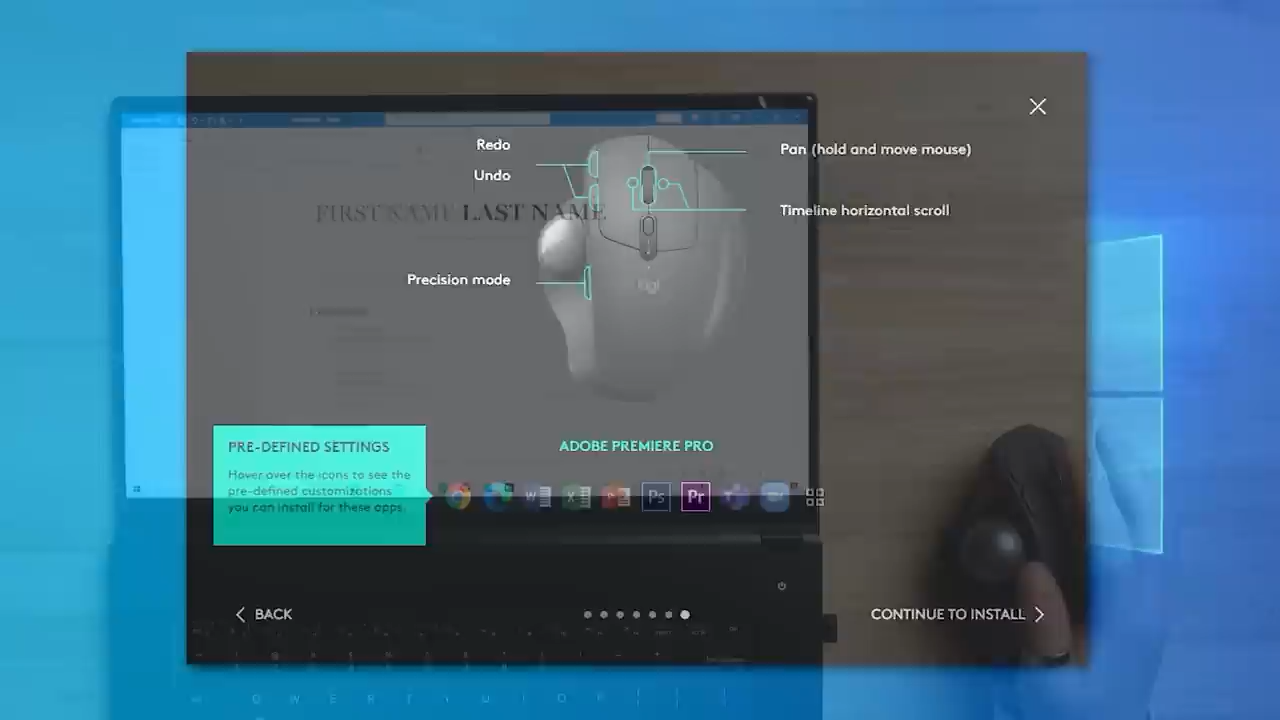 Redo
Pan (hold and move mouse)
Undo
FIRST NAME LAST NAME
Timeline horizontal scroll
Precision mode
logi
PRE-DEFINED SETTINGS
ADOBE PREMIERE PRO
Hover over the icons to see the
pre-defined customizations
you can install for these apps.
W
X
Ps
Pr
BACK
CONTINUE TO INSTALL
Q W E R T Y U I O P